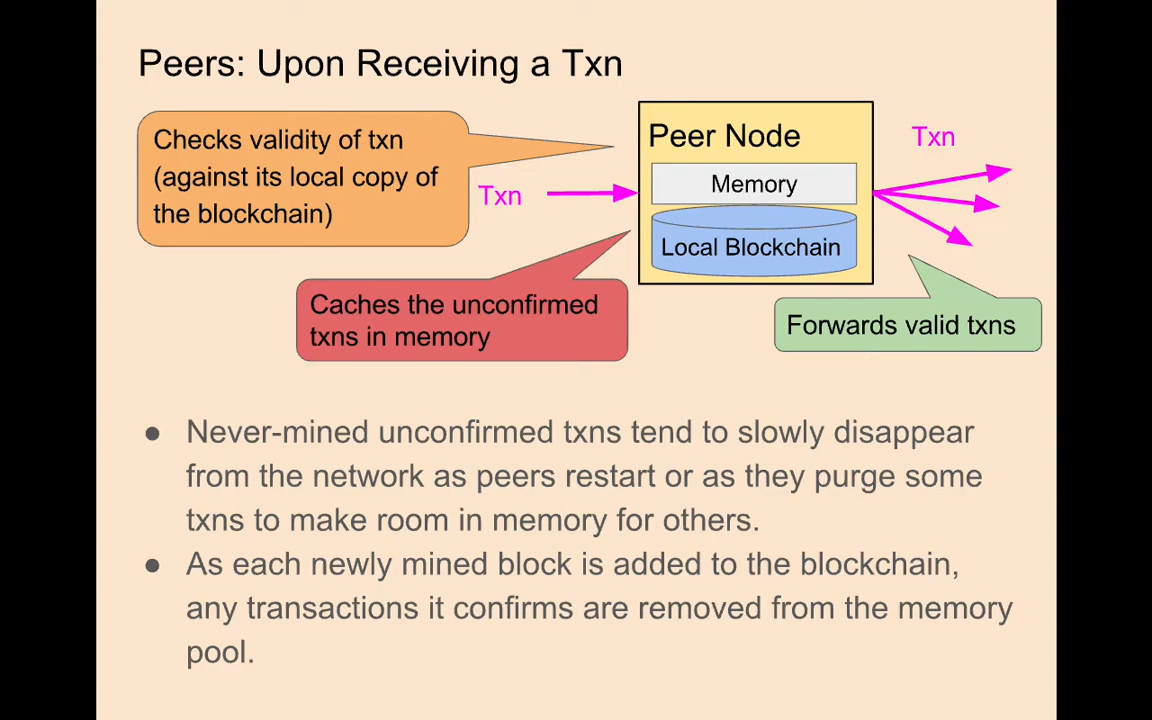 Peers: Upon Receiving a Txn
Checks validity of txn
(against its local copy of
the blockchain)
Txn
Peer Node
Memory
Local Blockchain
Txn
Caches the unconfirmed
txns in memory
Forwards valid txns
● Never-mined unconfirmed txns tend to slowly disappear
from the network as peers restart or as they purge some
txns to make room in memory for others.
● As each newly mined block is added to the blockchain,
any transactions it confirms are removed from the memory
pool.